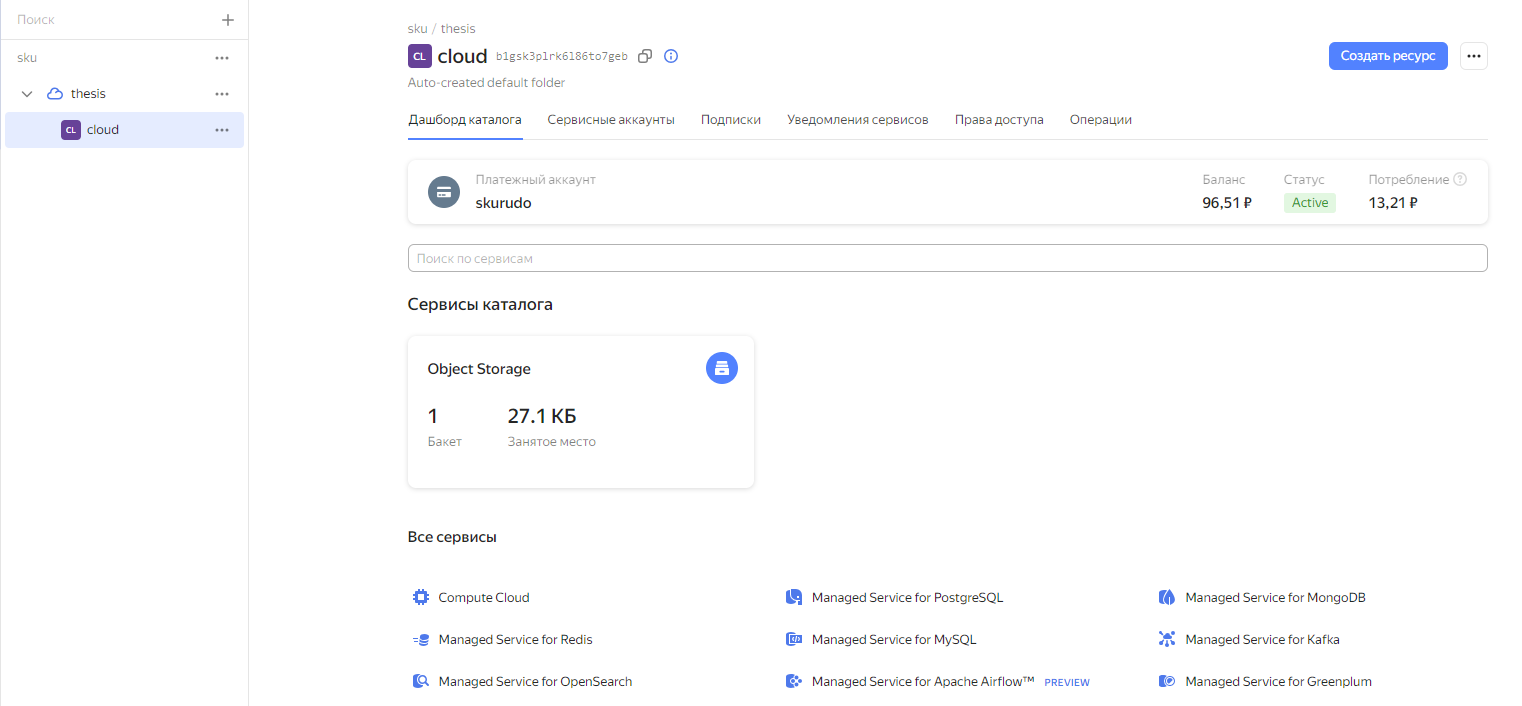 Поиск
sku
thesis
CL cloud
sku / thesis
CL cloud b1gsk3plrk6l86to7geb
Создать ресурс
Auto-created default folder
Дашборд каталога Сервисные аккаунты Подписки Уведомления сервисов Права доступа Операции
Платежный аккаунт Баланс Статус Потребление ?
skurudo 96,51 ₽ Active 13,21 ₽
Поиск по сервисам
Сервисы каталога
Object Storage
1 27.1 КБ
Бакет Занятое место
Все сервисы
Compute Cloud Managed Service for PostgreSQL Managed Service for MongoDB
Managed Service for Redis Managed Service for MySQL Managed Service for Kafka
Managed Service for OpenSearch Managed Service for Apache Airflow™ PREVIEW Managed Service for Greenplum